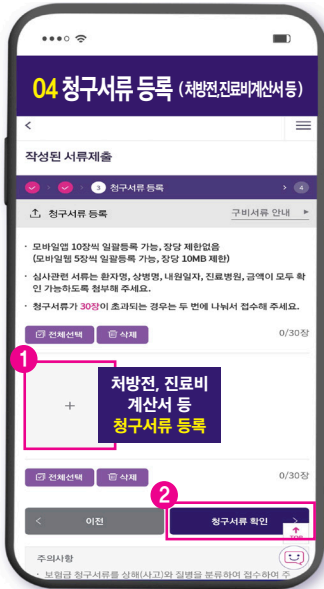 04 청구서류 등록 (처방전,진료비계산서 등)
작성된 서류제출
3 청구서류 등록 > 4
청구서류 등록 구비서류 안내 ▶
· 모바일앱 10장씩 일괄등록 가능, 장당 제한없음
(모바일웹 5장씩 일괄등록 가능, 장당 10MB 제한)
· 심사관련 서류는 환자명, 상병명, 내원일자, 진료병원, 금액이 모두 확
인 가능하도록 첨부해 주세요.
· 청구서류가 30장이 초과되는 경우는 두 번에 나눠서 접수해 주세요.
전체선택 삭제 0/30장
1
+
처방전, 진료비
계산서 등
청구서류 등록
전체선택 삭제 0/30장
2
< 이전 청구서류 확인 >
TOP
주의사항
· 보험금 청구서류를 상해(사고)와 질병을 분류하여 접수하여 주